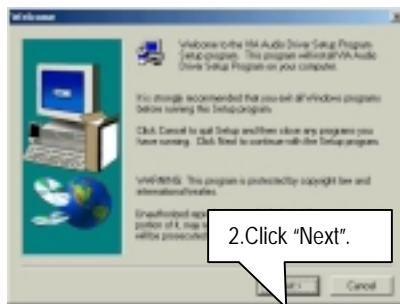 Welcome
Welcome to the VIA Audio Driver Setup Program
Setup program. This program will install VIA Audio
Driver Setup Program on your computer.
It is strongly recommended that you exit all Windows programs
before running this Setup program.
Click Cancel to quit Setup and then close any programs you
have running. Click Next to continue with the Setup program.
WARNING: This program is protected by copyright law and
international treaties.
Unauthorized
portion of it, may
will be prosecuted
2.Click “Next”.
Cancel